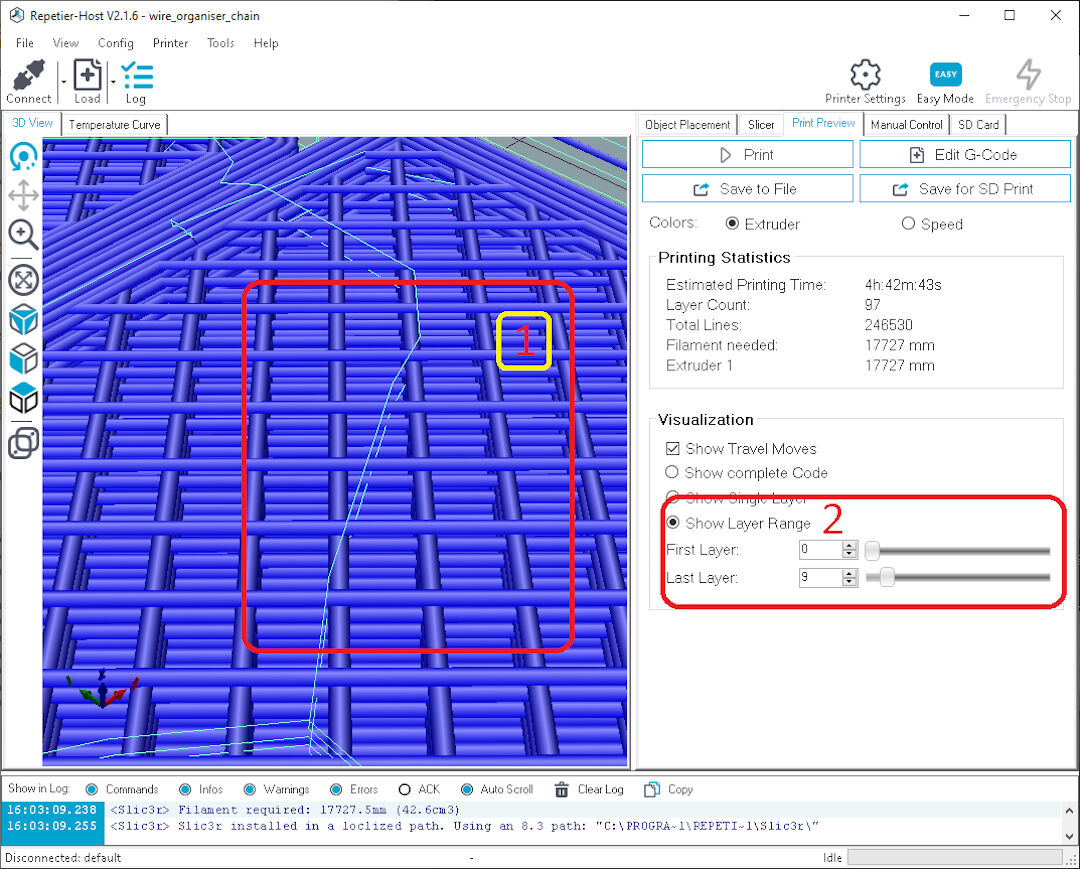 Repetier-Host V2.1.6 - wire_organiser_chain
File View Config Printer Tools Help
Connect Load Log Printer Settings EASY Easy Mode Emergency Stop
3D View Temperature Curve
Object Placement Slicer Print Preview Manual Control SD Card
Print Edit G-Code
Save to File Save for SD Print
Colors: Extruder Speed
Printing Statistics
Estimated Printing Time: 4h:42m:43s
Layer Count: 97
Total Lines: 246530
Filament needed: 17727 mm
Extruder 1 17727 mm
1
Visualization
Show Travel Moves
Show complete Code
Show Single Layer
Show Layer Range 2
First Layer: 0
Last Layer: 9
Show in Log: Commands Infos Warnings Errors ACK Auto Scroll Clear Log Copy
16:03:09.238 <Slic3r> Filament required: 17727.5mm (42.6cm3)
16:03:09.255 <Slic3r> Slic3r installed in a loclized path. Using an 8.3 path: "C:\PROGRA~1\REPETI~1\Slic3r\"
Disconnected: default - Idle